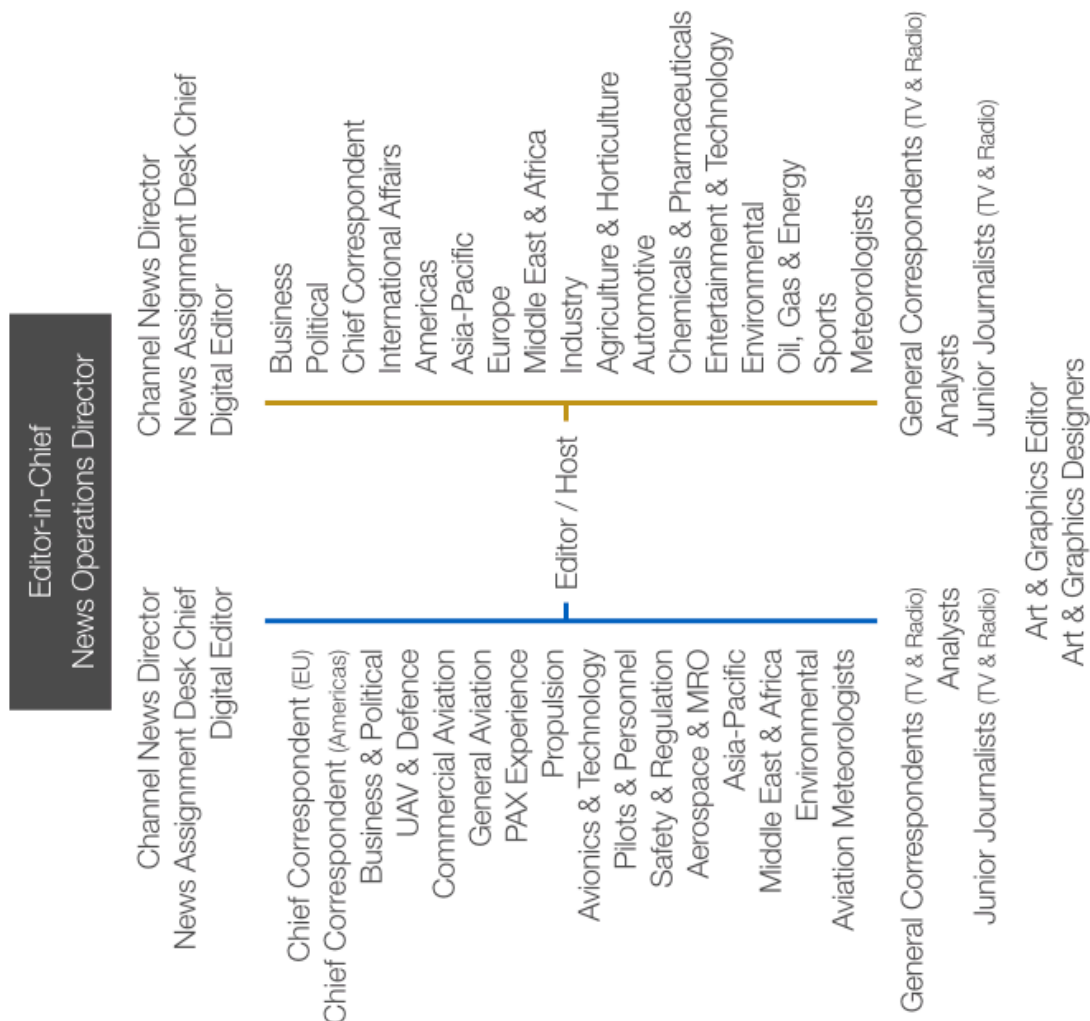 Editor-in-Chief
News Operations Director
Channel News Director
News Assignment Desk Chief
Digital Editor
Channel News Director
News Assignment Desk Chief
Digital Editor
Chief Correspondent (EU)
Chief Correspondent (Americas)
Business & Political
UAV & Defence
Commercial Aviation
General Aviation
PAX Experience
Propulsion
Avionics & Technology
Pilots & Personnel
Safety & Regulation
Aerospace & MRO
Asia-Pacific
Middle East & Africa
Environmental
Aviation Meteorologists
Editor / Host
Business
Political
Chief Correspondent
International Affairs
Americas
Asia-Pacific
Europe
Middle East & Africa
Industry
Agriculture & Horticulture
Automotive
Chemicals & Pharmaceuticals
Entertainment & Technology
Environmental
Oil, Gas & Energy
Sports
Meteorologists
General Correspondents (TV & Radio)
Analysts
Junior Journalists (TV & Radio)
General Correspondents (TV & Radio)
Analysts
Junior Journalists (TV & Radio)
Art & Graphics Editor
Art & Graphics Designers